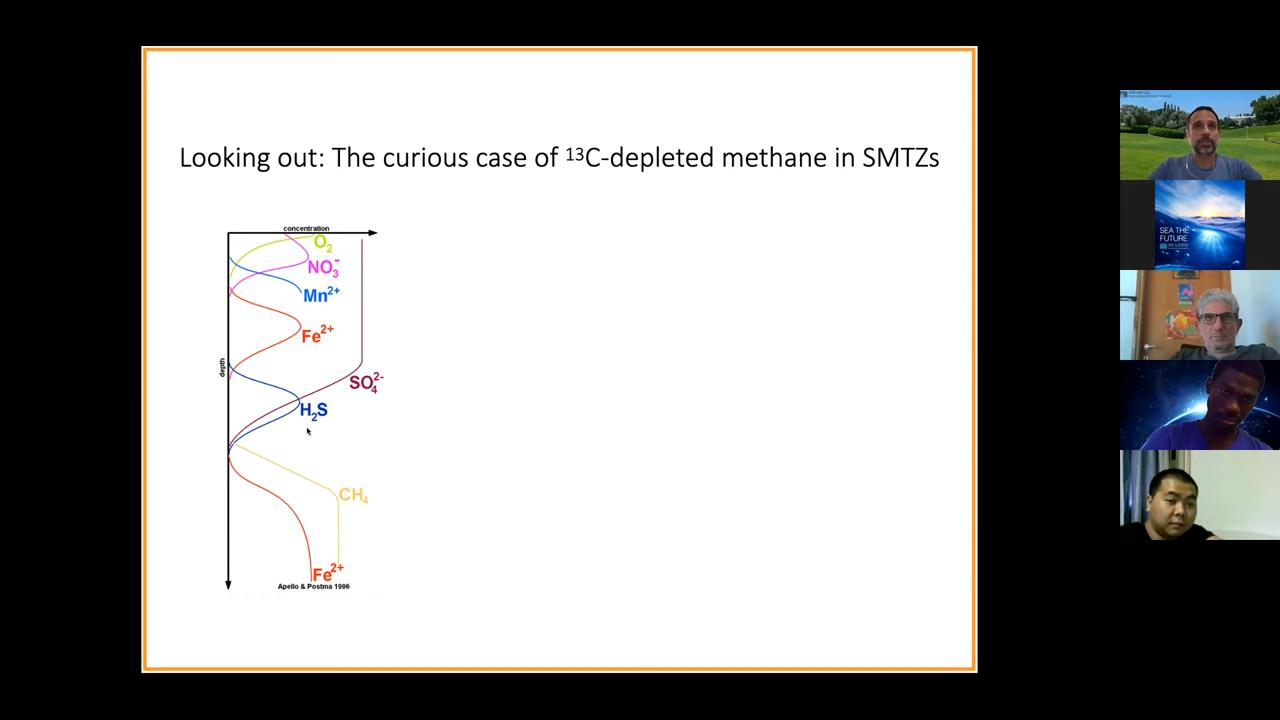 Looking out: The curious case of ¹³C-depleted methane in SMTZs
concentration
O₂
NO₃⁻
Mn²⁺
Fe²⁺
depth
SO₄²⁻
H₂S
CH₄
Fe²⁺
Apello & Postma 1996
SEA THE
FUTURE